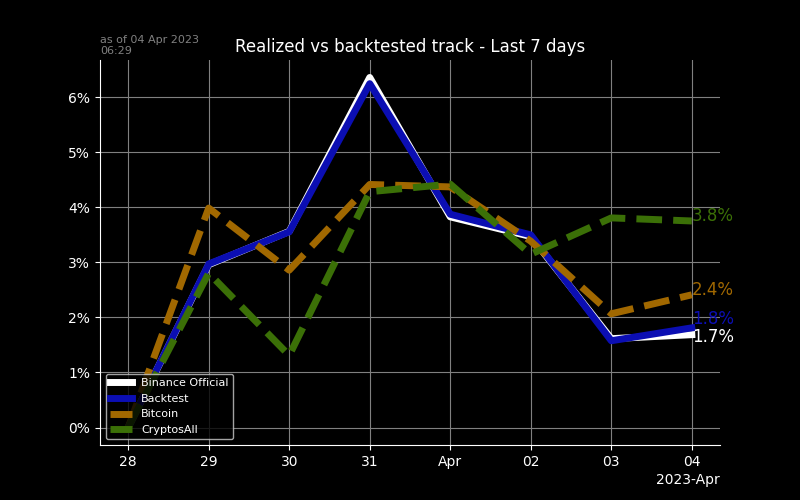 as of 04 Apr 2023
06:29
Realized vs backtested track - Last 7 days
6%
5%
4%
3%
2%
1%
0%
3.8%
2.4%
1.8%
1.7%
Binance Official
Backtest
Bitcoin
CryptosAll
28 29 30 31 Apr 02 03 04
2023-Apr